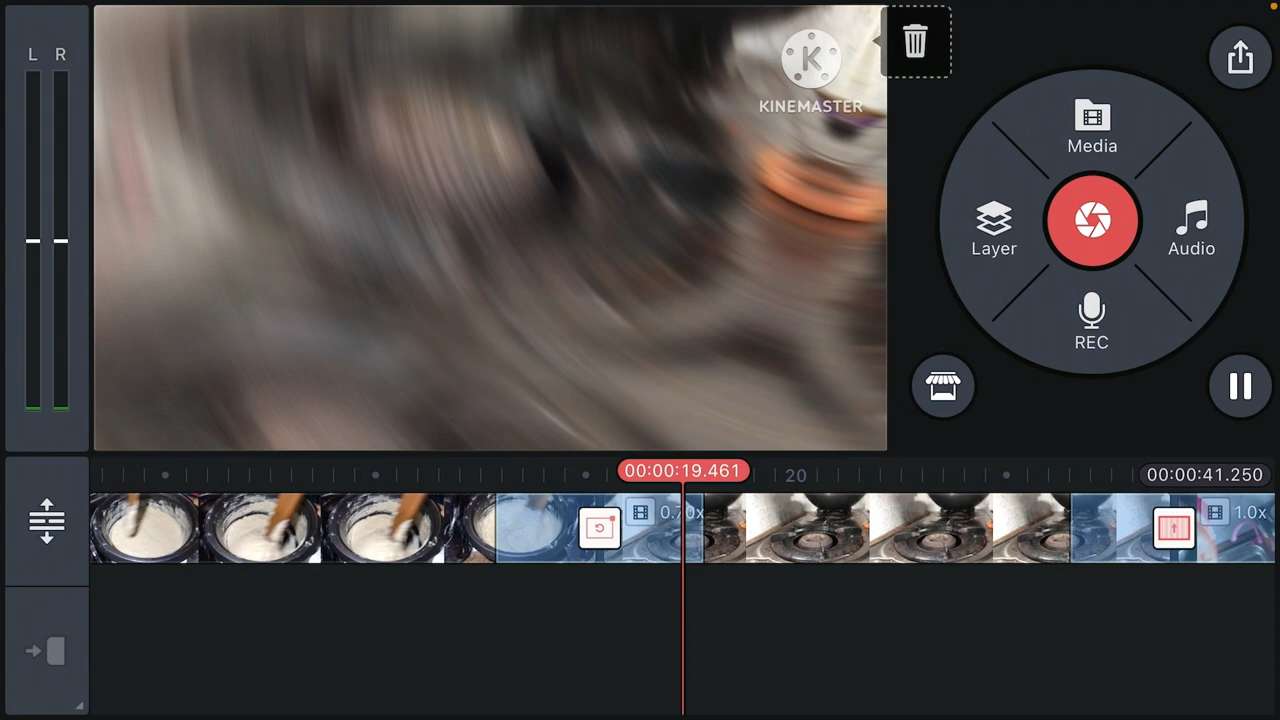 L R
KINEMASTER
Media
Layer
Audio
REC
00:00:19.461
20
00:00:41.250
0.70x
1.0x